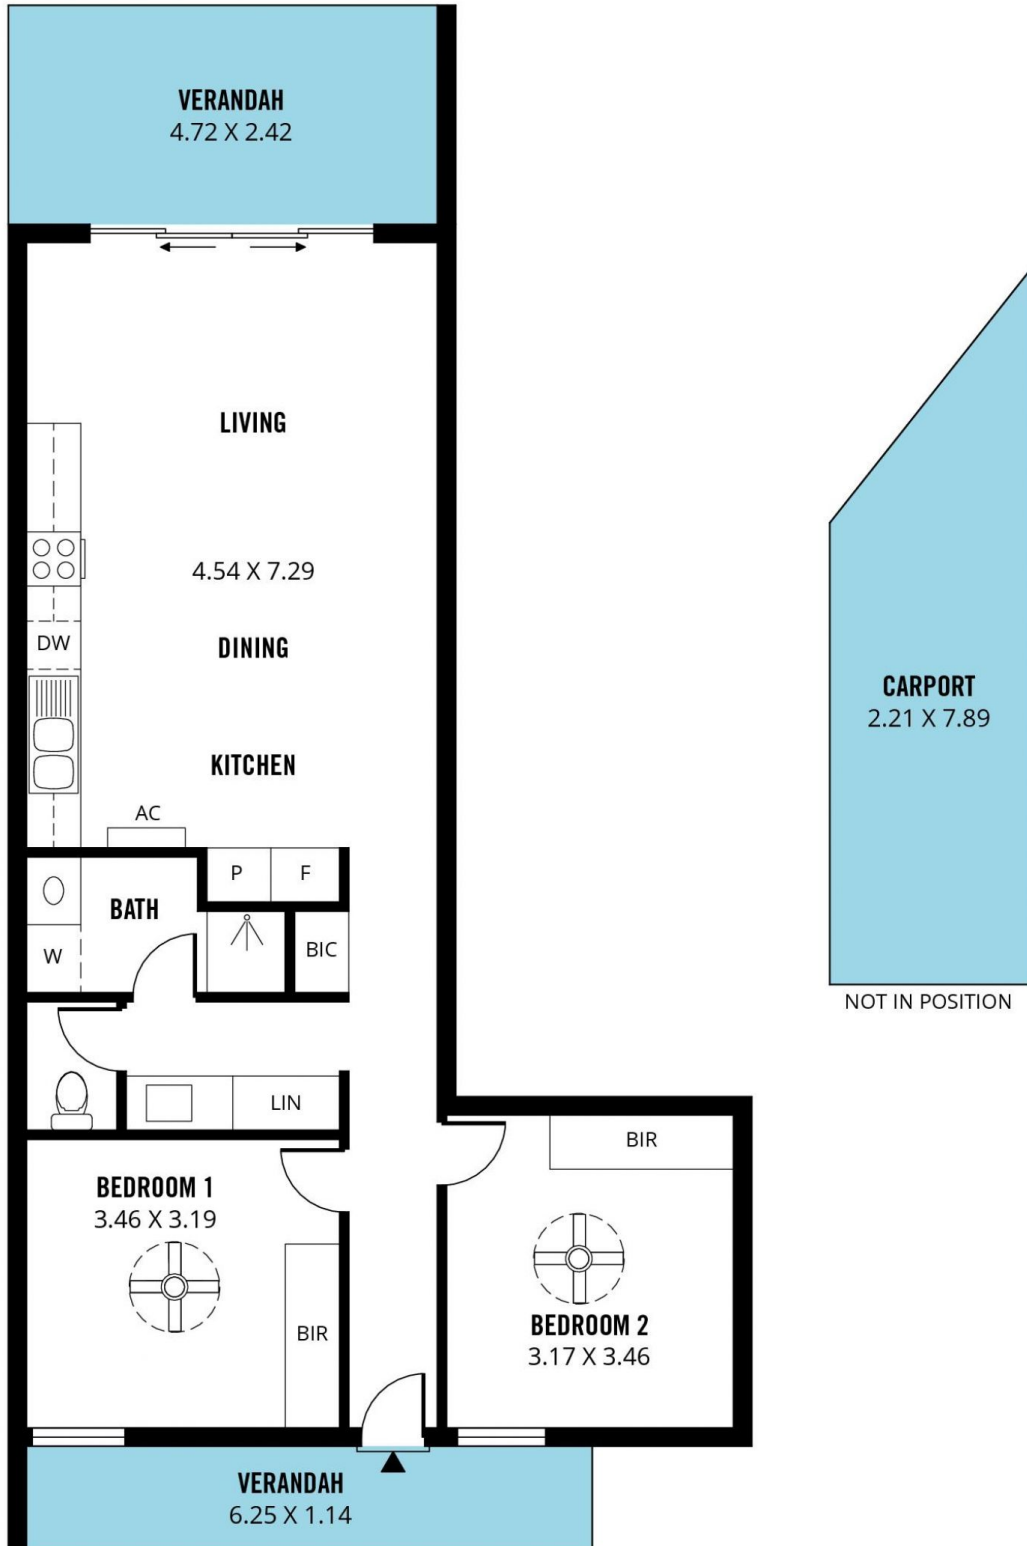 VERANDAH
4.72 X 2.42
LIVING
4.54 X 7.29
DINING
KITCHEN
DW
AC
P
F
BATH
W
BIC
LIN
BEDROOM 1
3.46 X 3.19
BIR
BIR
BEDROOM 2
3.17 X 3.46
VERANDAH
6.25 X 1.14
CARPORT
2.21 X 7.89
NOT IN POSITION